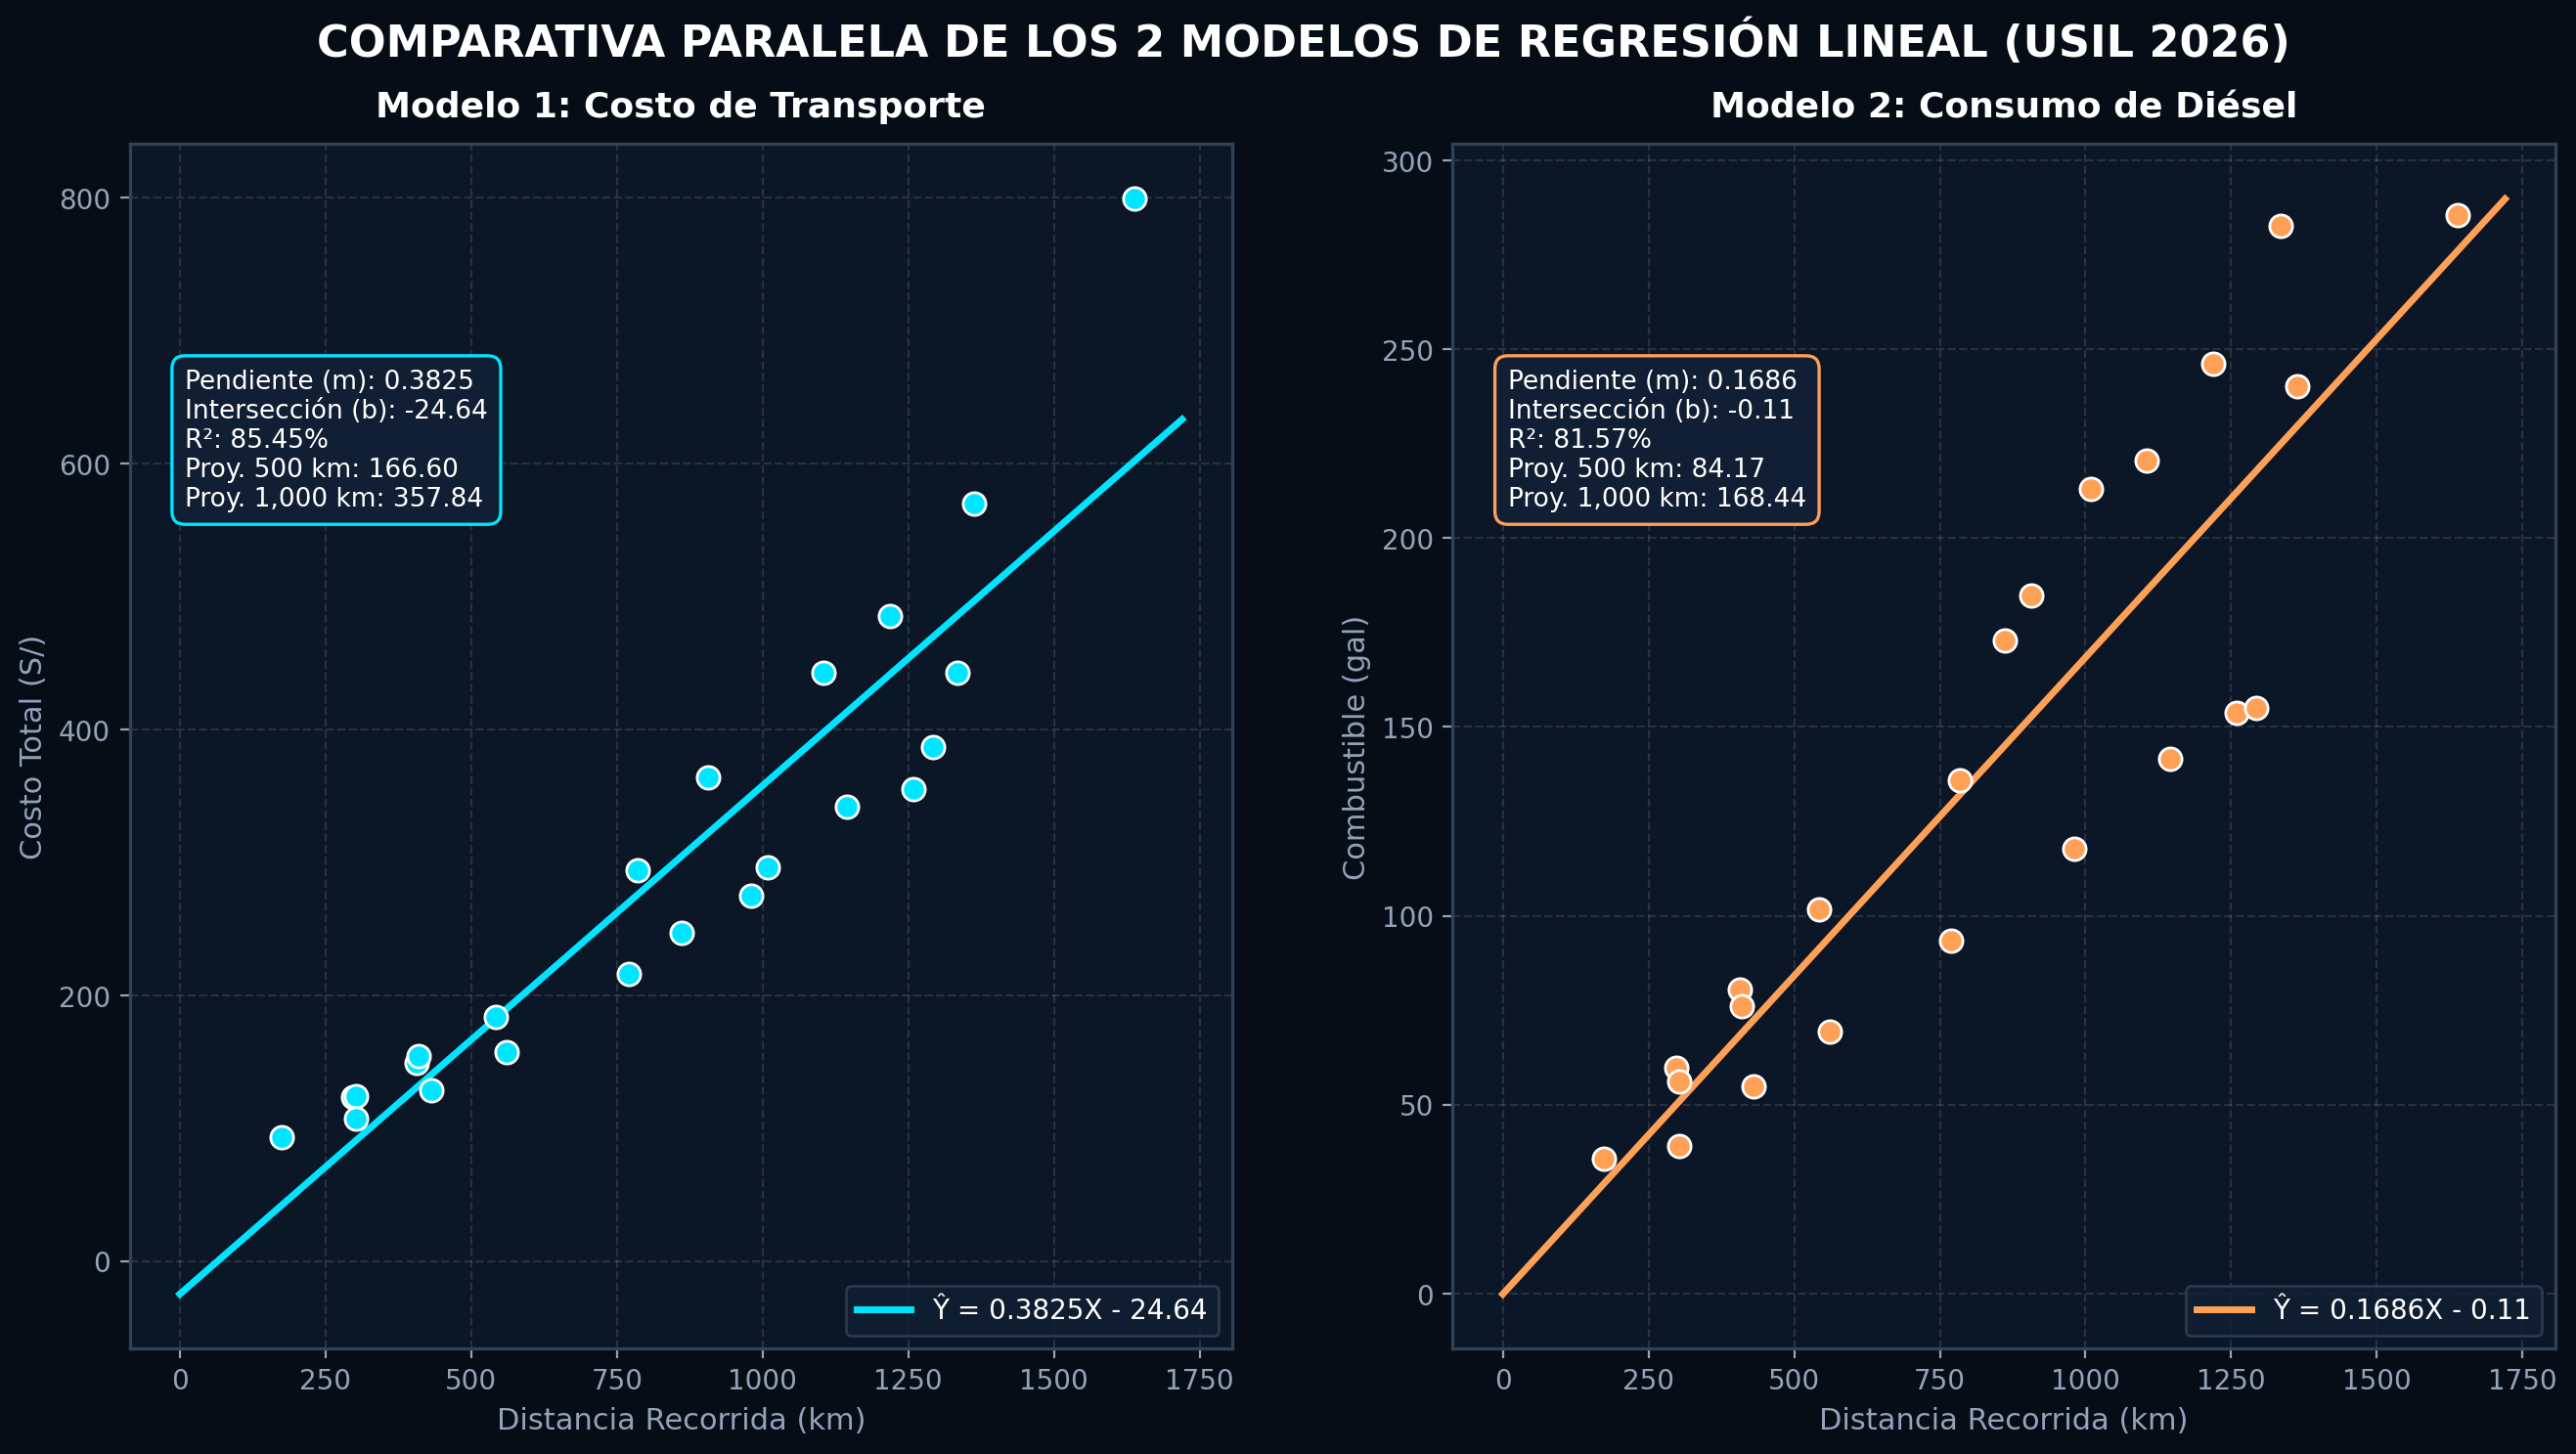 COMPARATIVA PARALELA DE LOS 2 MODELOS DE REGRESIÓN LINEAL (USIL 2026)
Modelo 1: Costo de Transporte
800
600
400
200
0
Costo Total (S/)
Pendiente (m): 0.3825
Intersección (b): -24.64
R²: 85.45%
Proy. 500 km: 166.60
Proy. 1,000 km: 357.84
Ŷ = 0.3825X - 24.64
0 250 500 750 1000 1250 1500 1750
Distancia Recorrida (km)
Modelo 2: Consumo de Diésel
300
250
200
150
100
50
0
Combustible (gal)
Pendiente (m): 0.1686
Intersección (b): -0.11
R²: 81.57%
Proy. 500 km: 84.17
Proy. 1,000 km: 168.44
Ŷ = 0.1686X - 0.11
0 250 500 750 1000 1250 1500 1750
Distancia Recorrida (km)